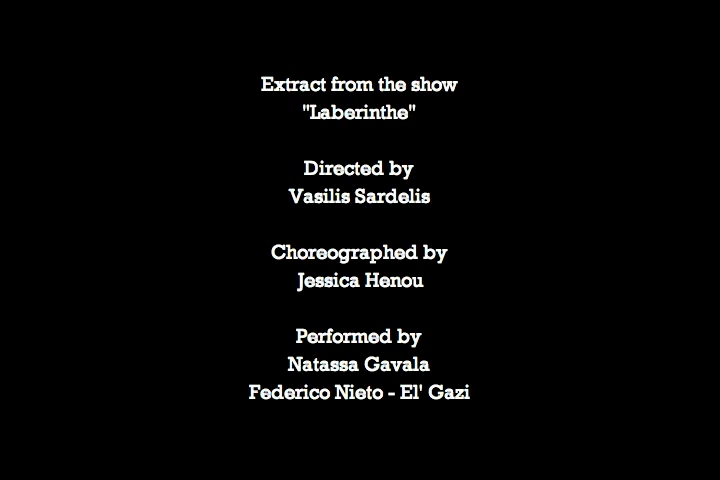 Extract from the show
"Laberinthe"
Directed by
Vasilis Sardelis
Choreographed by
Jessica Henou
Performed by
Natassa Gavala
Federico Nieto - El' Gazi